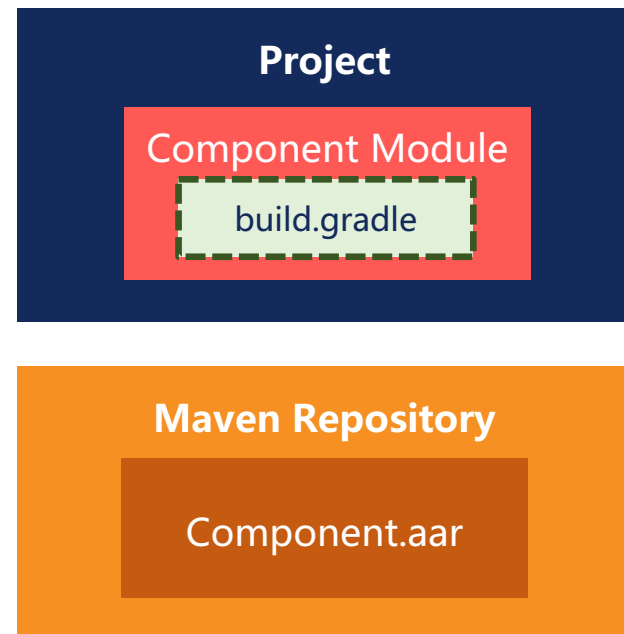 Project
Component Module
build.gradle
Maven Repository
Component.aar